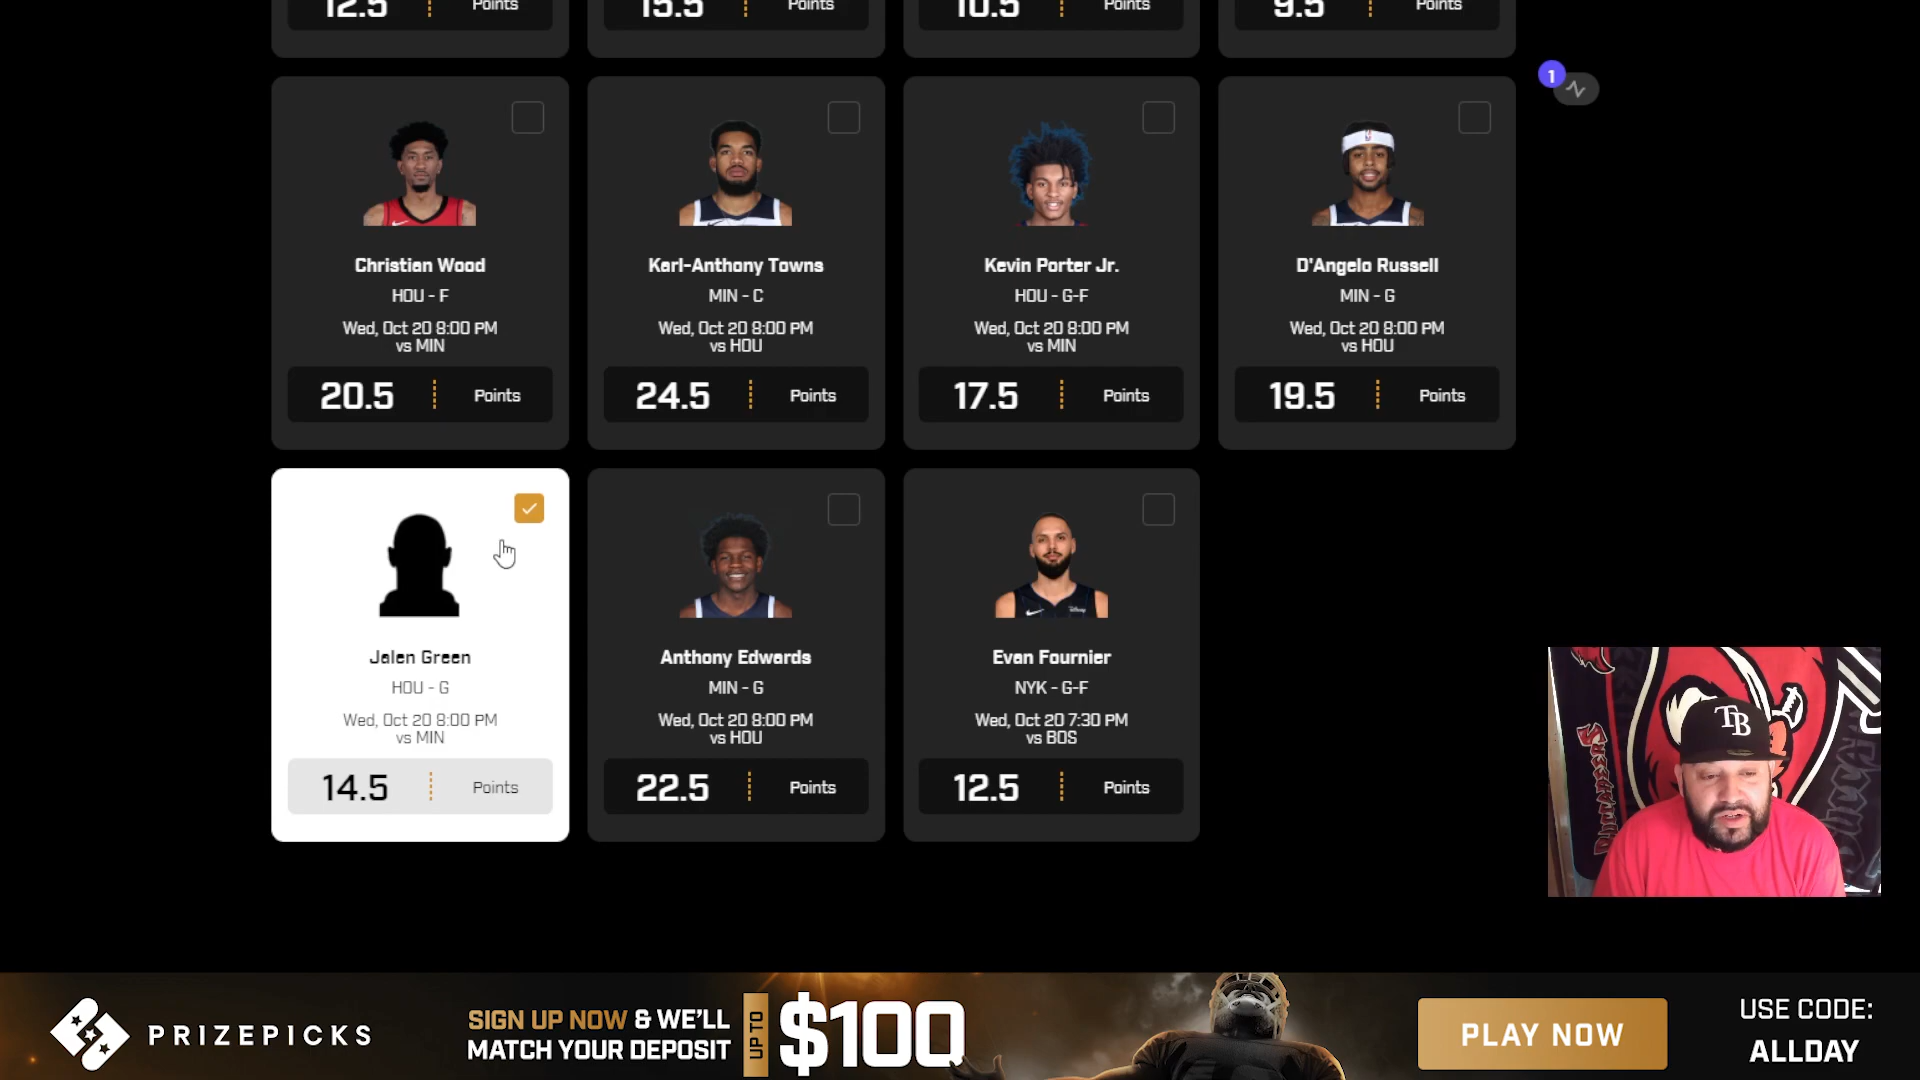 12.5 Points
15.5 Points
10.5 Points
9.5 Points
1
Christian Wood
HOU - F
Wed, Oct 20 8:00 PM
vs MIN
20.5 Points
Karl-Anthony Towns
MIN - C
Wed, Oct 20 8:00 PM
vs HOU
24.5 Points
Kevin Porter Jr.
HOU - G-F
Wed, Oct 20 8:00 PM
vs MIN
17.5 Points
D'Angelo Russell
MIN - G
Wed, Oct 20 8:00 PM
vs HOU
19.5 Points
Jalen Green
HOU - G
Wed, Oct 20 8:00 PM
vs MIN
14.5 Points
Anthony Edwards
MIN - G
Wed, Oct 20 8:00 PM
vs HOU
22.5 Points
Evan Fournier
NYK - G-F
Wed, Oct 20 7:30 PM
vs BOS
12.5 Points
TB
BUCCANEERS
PRIZEPICKS
SIGN UP NOW & WE'LL
MATCH YOUR DEPOSIT
UP TO
$100
PLAY NOW
USE CODE:
ALLDAY